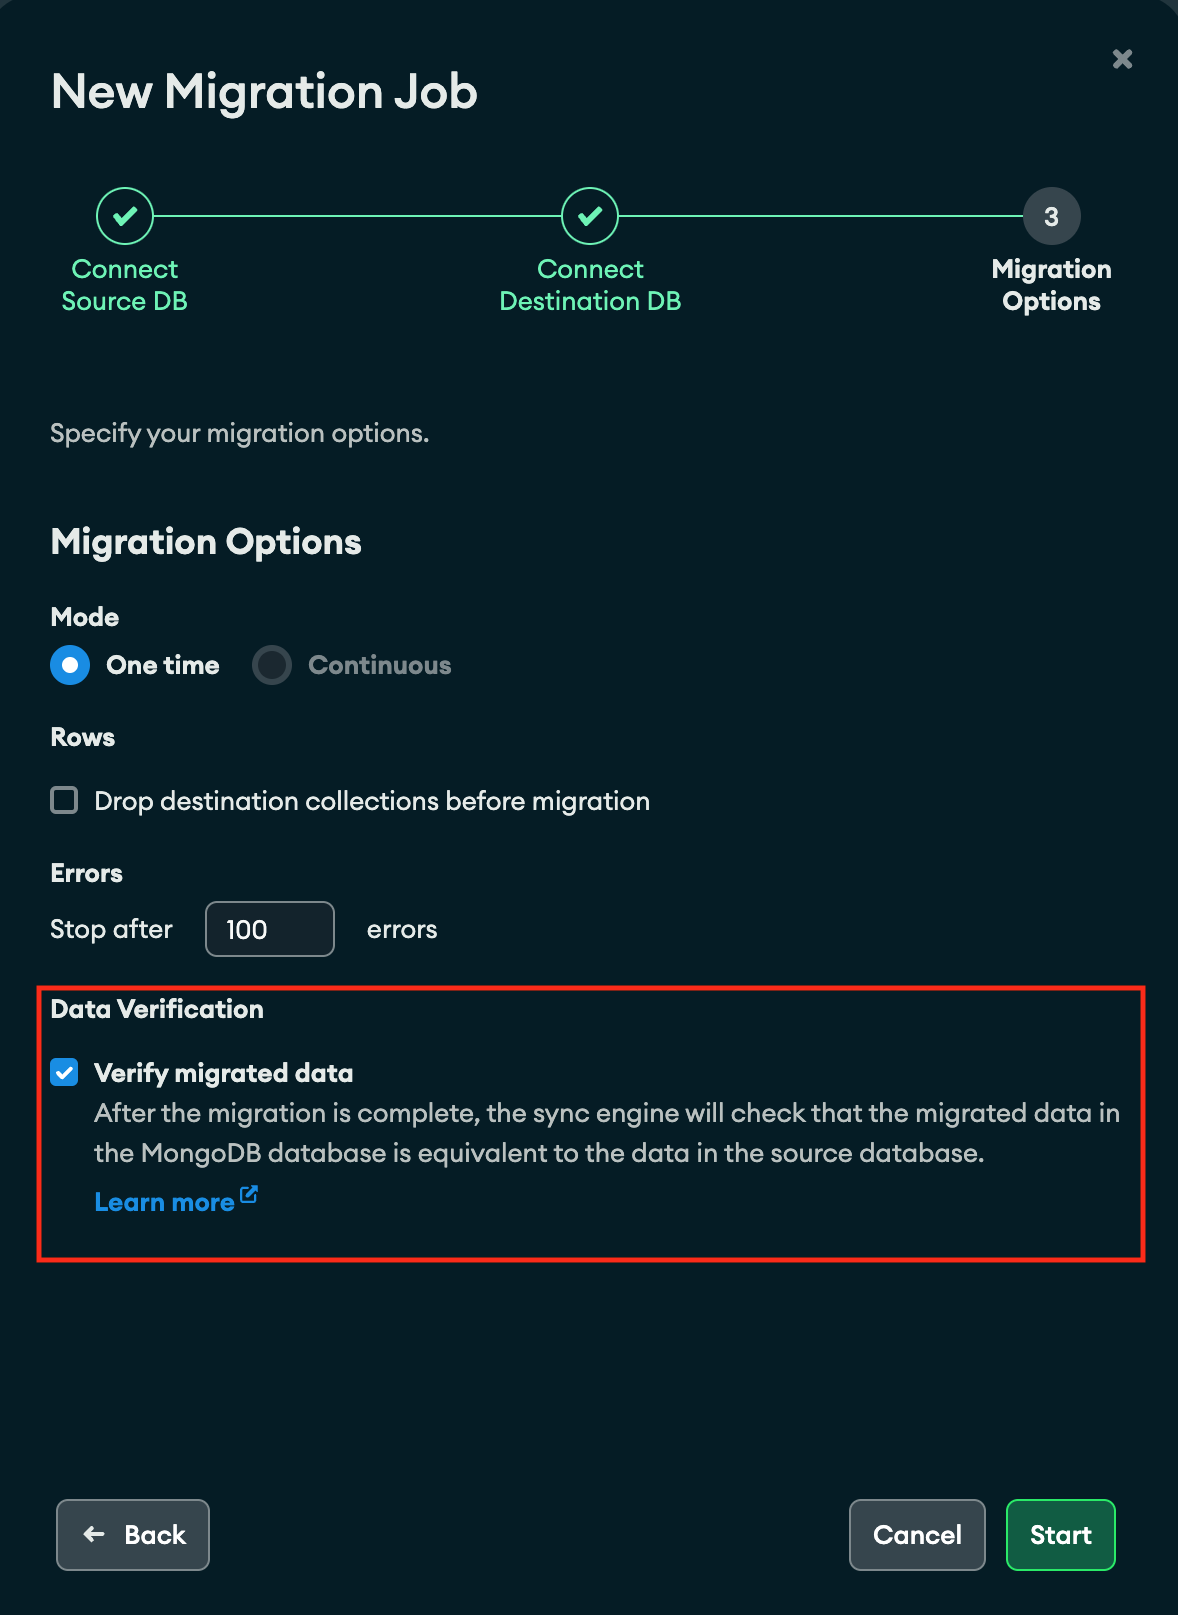 New Migration Job
Connect
Source DB
Connect
Destination DB
3
Migration
Options
Specify your migration options.
Migration Options
Mode
One time
Continuous
Rows
Drop destination collections before migration
Errors
Stop after 100 errors
Data Verification
Verify migrated data
After the migration is complete, the sync engine will check that the migrated data in
the MongoDB database is equivalent to the data in the source database.
Learn more
Back
Cancel
Start